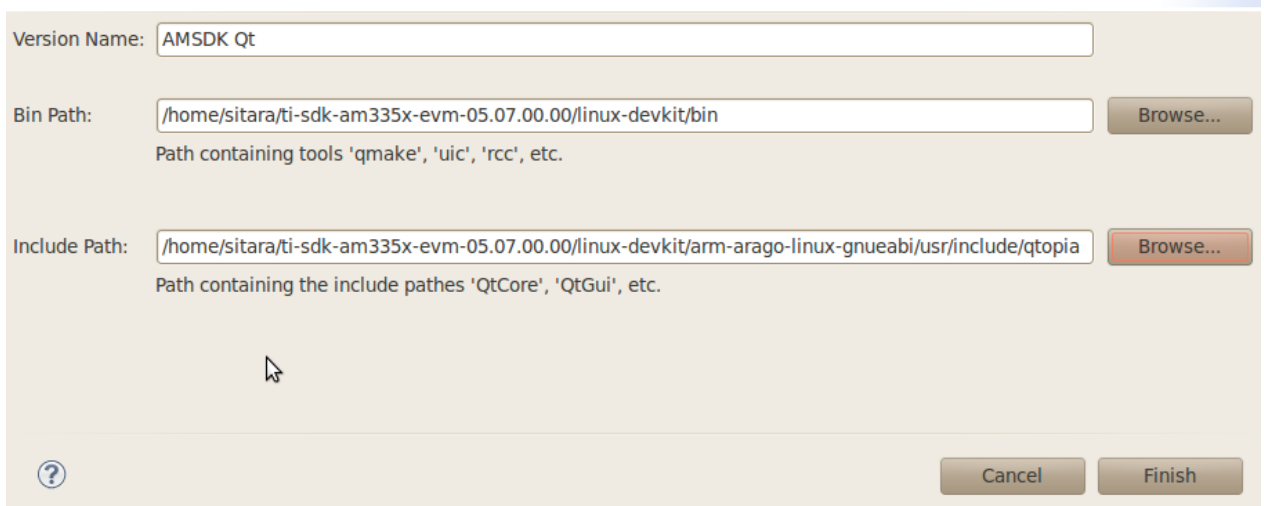 Version Name: AMSDK Qt
Bin Path: /home/sitara/ti-sdk-am335x-evm-05.07.00.00/linux-devkit/bin Browse...
Path containing tools 'qmake', 'uic', 'rcc', etc.
Include Path: /home/sitara/ti-sdk-am335x-evm-05.07.00.00/linux-devkit/arm-arago-linux-gnueabi/usr/include/qtopia Browse...
Path containing the include pathes 'QtCore', 'QtGui', etc.
? Cancel Finish